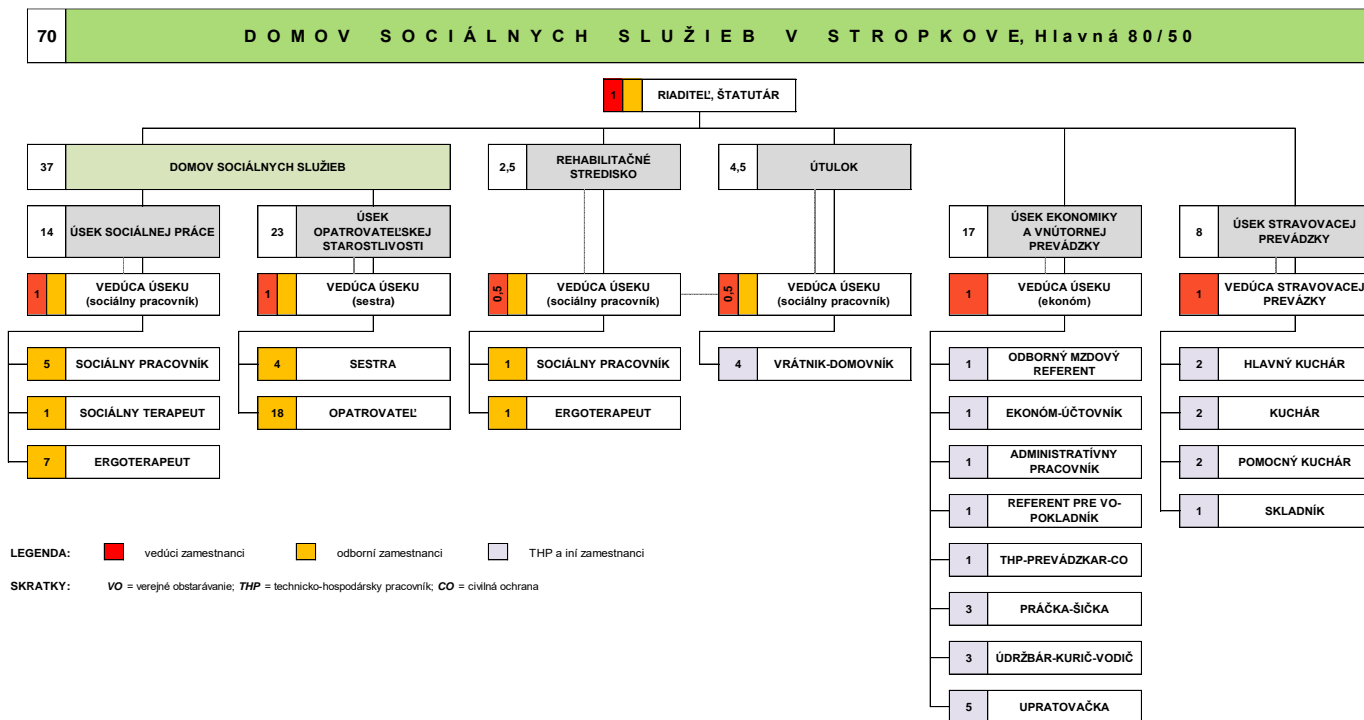 70
DOMOV SOCIÁLNYCH SLUŽIEB V STROPKOVE, Hlavná 80/50
1
RIADITEĽ, ŠTATUTÁR
37
DOMOV SOCIÁLNYCH SLUŽIEB
2,5
REHABILITAČNÉ
STREDISKO
4,5
ÚTULOK
14
ÚSEK SOCIÁLNEJ PRÁCE
23
ÚSEK
OPATROVATEĽSKEJ
STAROSTLIVOSTI
17
ÚSEK EKONOMIKY
A VNÚTORNEJ
PREVÁDZKY
8
ÚSEK STRAVOVACEJ
PREVÁDZKY
1
VEDÚCA ÚSEKU
(sociálny pracovník)
1
VEDÚCA ÚSEKU
(sestra)
0,5
VEDÚCA ÚSEKU
(sociálny pracovník)
0,5
VEDÚCA ÚSEKU
(sociálny pracovník)
1
VEDÚCA ÚSEKU
(ekonóm)
1
VEDÚCA STRAVOVACEJ
PREVÁZKY
5
SOCIÁLNY PRACOVNÍK
1
SOCIÁLNY TERAPEUT
7
ERGOTERAPEUT
4
SESTRA
18
OPATROVATEĽ
1
SOCIÁLNY PRACOVNÍK
1
ERGOTERAPEUT
4
VRÁTNIK-DOMOVNÍK
1
ODBORNÝ MZDOVÝ
REFERENT
1
EKONÓM-ÚČTOVNÍK
1
ADMINISTRATÍVNY
PRACOVNÍK
1
REFERENT PRE VO-
POKLADNÍK
1
THP-PREVÁDZKAR-CO
3
PRÁČKA-ŠIČKA
3
ÚDRŽBÁR-KURIČ-VODIČ
5
UPRATOVAČKA
2
HLAVNÝ KUCHÁR
2
KUCHÁR
2
POMOCNÝ KUCHÁR
1
SKLADNÍK
LEGENDA: vedúci zamestnanci odborní zamestnanci THP a iní zamestnanci
SKRATKY: VO = verejné obstarávanie; THP = technicko-hospodársky pracovník; CO = civilná ochrana